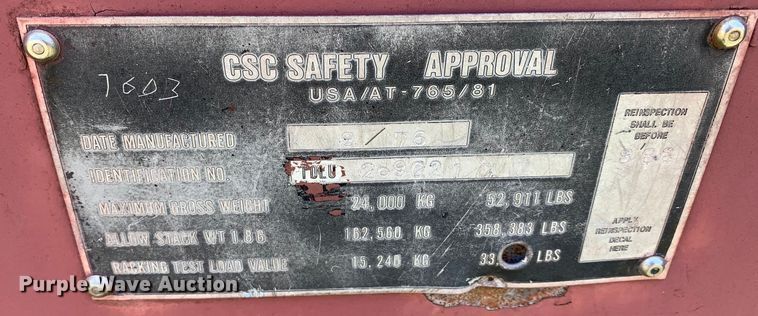 CSC SAFETY APPROVAL
USA/AT-765/81
7603
DATE MANUFACTURED
IDENTIFICATION NO.
MAXIMUM GROSS WEIGHT 24,000 KG 52,911 LBS
ALLOW STACK WT 1.8 G 162,560 KG 358,383 LBS
RACKING TEST LOAD VALUE 15,240 KG 33, LBS
REINSPECTION
SHALL BE
BEFORE
APPLY
REINSPECTION
DECAL
HERE
Purple Wave Auction